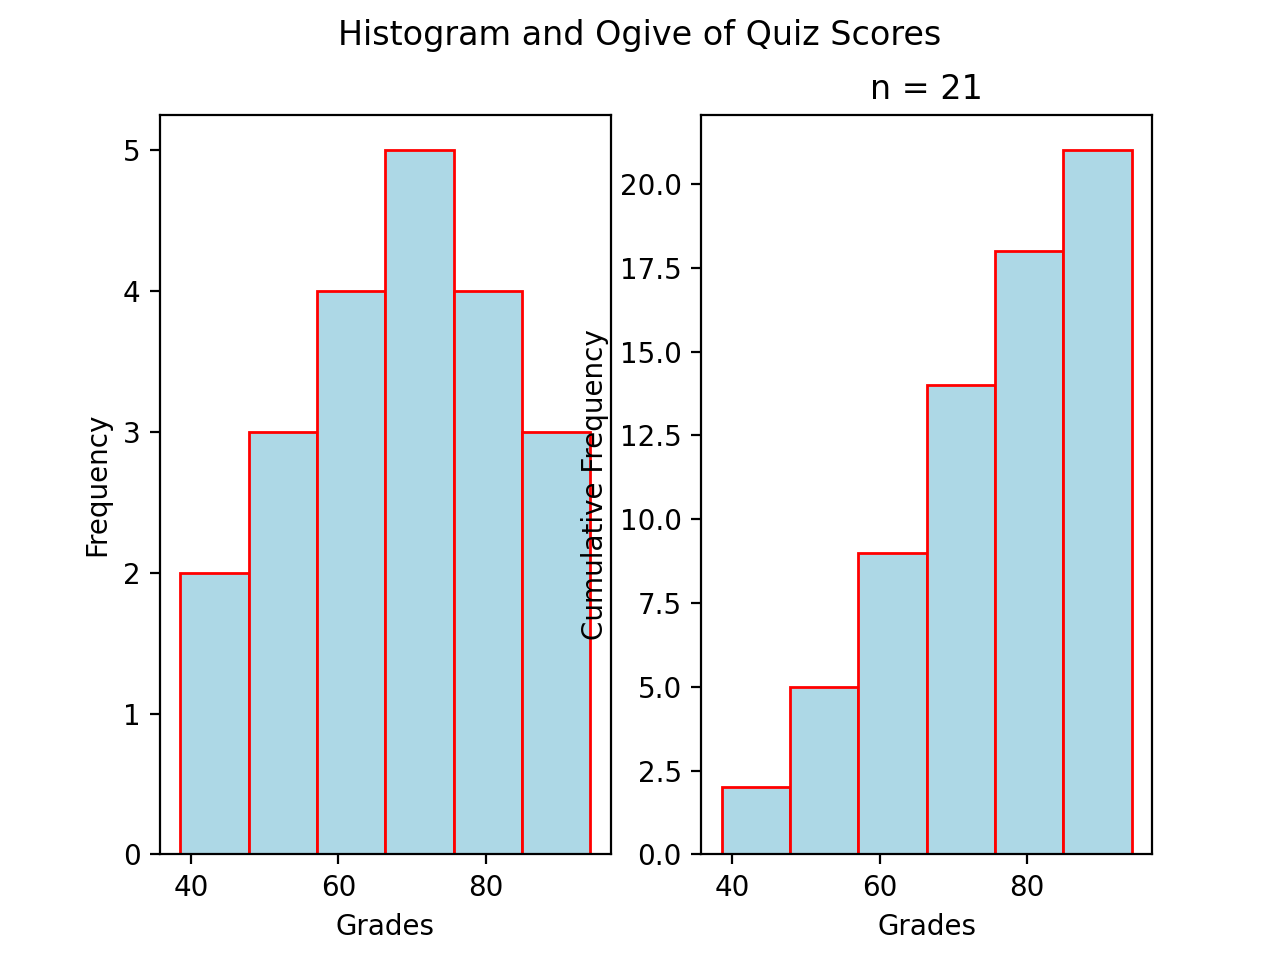 Histogram and Ogive of Quiz Scores
5
4
3
2
1
0
Frequency
40 60 80
Grades
n = 21
20.0
17.5
15.0
12.5
10.0
7.5
5.0
2.5
0.0
Cumulative Frequency
40 60 80
Grades